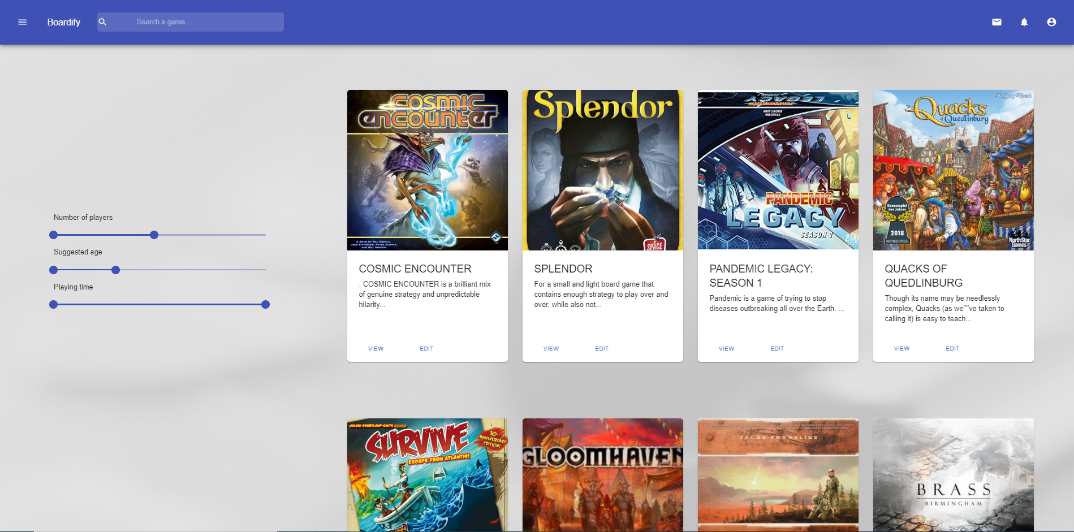 Boardify
Search a game…
COSMIC
ENCOUNTER
Splendor
SPACE
PANDEMIC
LEGACY
SEASON 1
Quacks
Quedlinburg
2018
NorthStar
Games
Number of players
Suggested age
Playing time
COSMIC ENCOUNTER
. COSMIC ENCOUNTER is a brilliant mix
of genuine strategy and unpredictable
hilarity...
VIEW
EDIT
SPLENDOR
For a small and light board game that
contains enough strategy to play over and
over, while also not...
VIEW
EDIT
PANDEMIC LEGACY:
SEASON 1
Pandemic is a game of trying to stop
diseases outbreaking all over the Earth. ...
VIEW
EDIT
QUACKS OF
QUEDLINBURG
Though its name may be needlessly
complex, Quacks (as we""ve taken to
calling it) is easy to teach...
VIEW
EDIT
SURVIVE
ESCAPE FROM ATLANTIS!
GLOOMHAVEN
BRASS
BIRMINGHAM